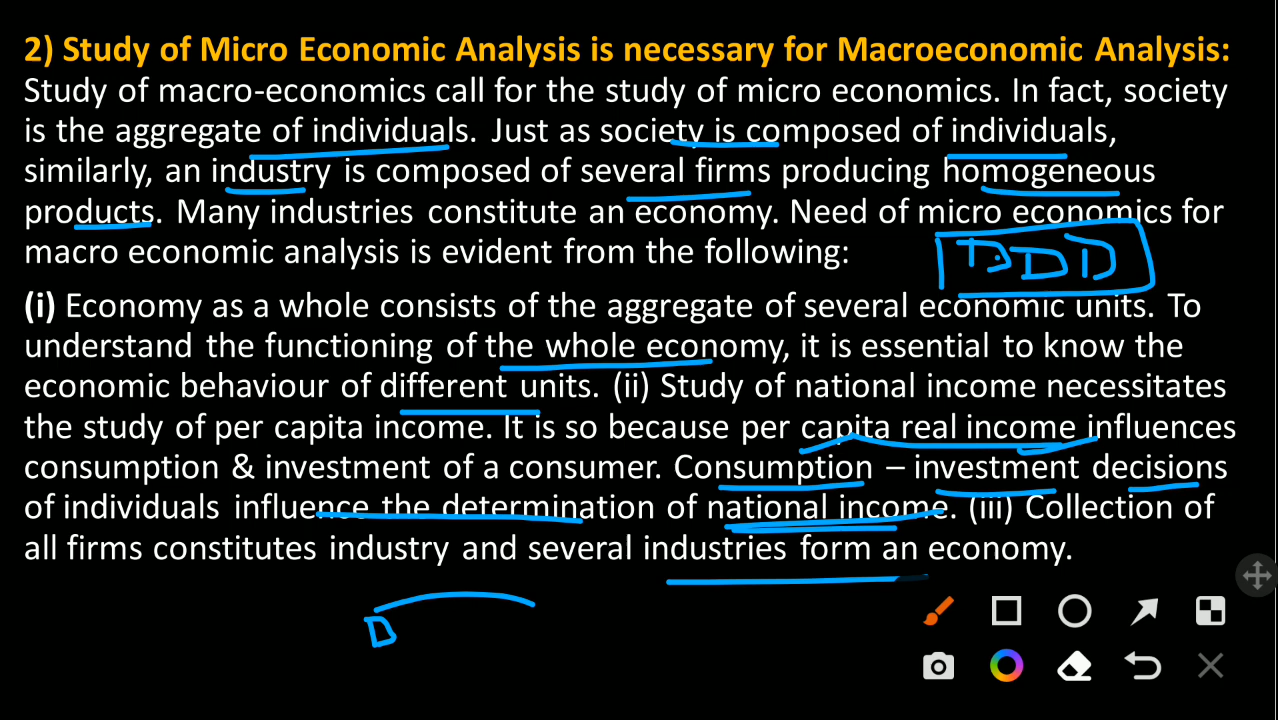 2) Study of Micro Economic Analysis is necessary for Macroeconomic Analysis:
Study of macro-economics call for the study of micro economics. In fact, society
is the aggregate of individuals. Just as society is composed of individuals,
similarly, an industry is composed of several firms producing homogeneous
products. Many industries constitute an economy. Need of micro economics for
macro economic analysis is evident from the following:
DDD
(i) Economy as a whole consists of the aggregate of several economic units. To
understand the functioning of the whole economy, it is essential to know the
economic behaviour of different units. (ii) Study of national income necessitates
the study of per capita income. It is so because per capita real income influences
consumption & investment of a consumer. Consumption – investment decisions
of individuals influence the determination of national income. (iii) Collection of
all firms constitutes industry and several industries form an economy.
D